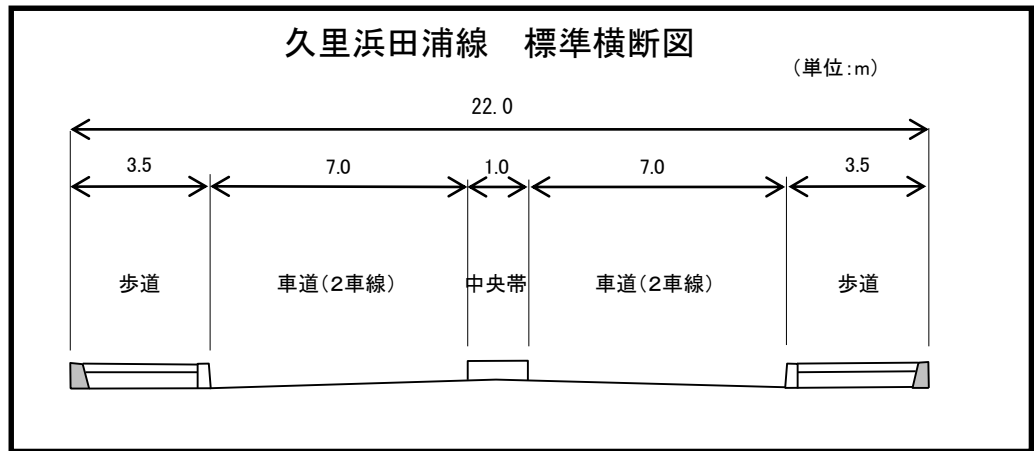 久里浜田浦線　標準横断図
（単位：m）
22.0
3.5 7.0 1.0 7.0 3.5
歩道 車道（２車線） 中央帯 車道（２車線） 歩道